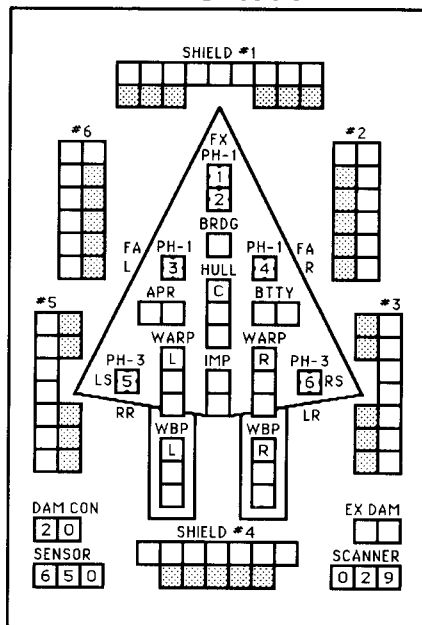 SHIELD #1
#6
#2
FX
PH-1
1
2
BRDG
FA
L
PH-1
3
PH-1
4
FA
R
HULL
C
APR
BTTY
#5
#3
WARP
L
IMP
WARP
R
PH-3
LS 5
RR
PH-3
6 RS
LR
WBP
L
WBP
R
DAM CON
2 0
EX DAM
SHIELD #4
SENSOR
6 5 0
SCANNER
0 2 9